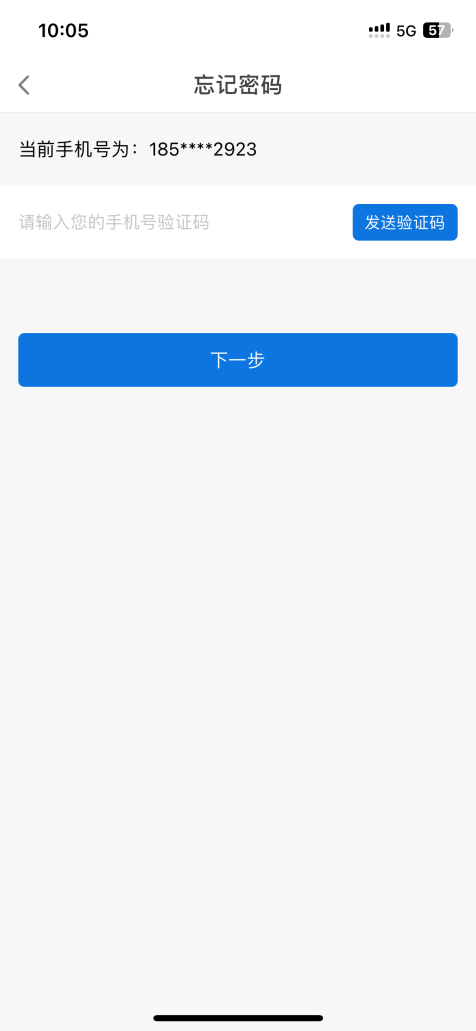 10:05 5G 57
忘记密码
当前手机号为：185****2923
请输入您的手机号验证码 发送验证码
下一步